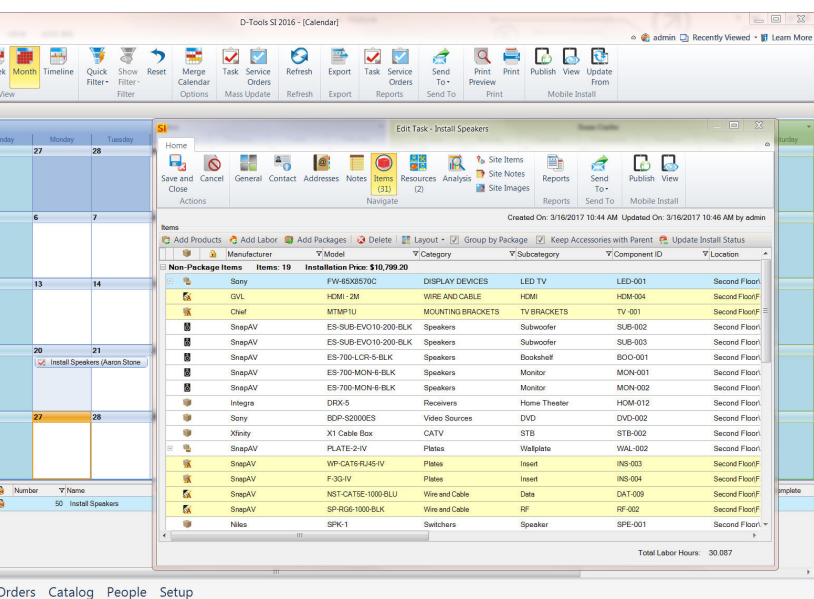 D-Tools SI 2016 - [Calendar]
admin Recently Viewed Learn More
Month Timeline Quick Filter Show Filter Reset Merge Calendar Task Service Orders Refresh Export Task Service Orders Send To Print Preview Print Publish View Update From
View Filter Options Mass Update Refresh Export Reports Send To Print Mobile Install
Monday Tuesday
27 28
6 7
13 14
20 21
Install Speakers (Aaron Stone
27 28
Number Name
50 Install Speakers
SI Edit Task - Install Speakers
Home
Save and Close Cancel General Contact Addresses Notes Items (31) Resources (2) Analysis Site Items Site Notes Site Images Reports Send To Publish View
Actions Navigate Reports Send To Mobile Install
Created On: 3/16/2017 10:44 AM Updated On: 3/16/2017 10:46 AM by admin
Items
Add Products Add Labor Add Packages Delete Layout Group by Package Keep Accessories with Parent Update Install Status
Manufacturer Model Category Subcategory Component ID Location
Non-Package Items Items: 19 Installation Price: $10,799.20
Sony FW-65X8570C DISPLAY DEVICES LED TV LED-001 Second Floor\
GVL HDMI - 2M WIRE AND CABLE HDMI HDM-004 Second Floor\F
Chief MTMP1U MOUNTING BRACKETS TV BRACKETS TV -001 Second Floor\F
SnapAV ES-SUB-EVO10-200-BLK Speakers Subwoofer SUB-002 Second Floor\
SnapAV ES-SUB-EVO10-200-BLK Speakers Subwoofer SUB-003 Second Floor\
SnapAV ES-700-LCR-5-BLK Speakers Bookshelf BOO-001 Second Floor\
SnapAV ES-700-MON-6-BLK Speakers Monitor MON-001 Second Floor\
SnapAV ES-700-MON-6-BLK Speakers Monitor MON-002 Second Floor\
Integra DRX-5 Receivers Home Theater HOM-012 Second Floor\
Sony BDP-S2000ES Video Sources DVD DVD-002 Second Floor\
Xfinity X1 Cable Box CATV STB STB-002 Second Floor\
SnapAV PLATE-2-IV Plates Wallplate WAL-002 Second Floor\
SnapAV WP-CAT6-RJ45-IV Plates Insert INS-003 Second Floor\F
SnapAV F-3G-IV Plates Insert INS-004 Second Floor\F
SnapAV NST-CAT5E-1000-BLU Wire and Cable Data DAT-009 Second Floor\F
SnapAV SP-RG6-1000-BLK Wire and Cable RF RF-002 Second Floor\F
Niles SPK-1 Switchers Speaker SPE-001 Second Floor\
Total Labor Hours: 30.087
Orders Catalog People Setup